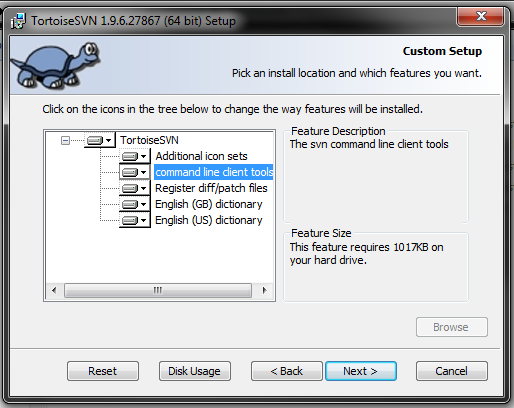 TortoiseSVN 1.9.6.27867 (64 bit) Setup
Custom Setup
Pick an install location and which features you want.
Click on the icons in the tree below to change the way features will be installed.
TortoiseSVN
Additional icon sets
command line client tools
Register diff/patch files
English (GB) dictionary
English (US) dictionary
Feature Description
The svn command line client tools
Feature Size
This feature requires 1017KB on
your hard drive.
Browse
Reset
Disk Usage
< Back
Next >
Cancel